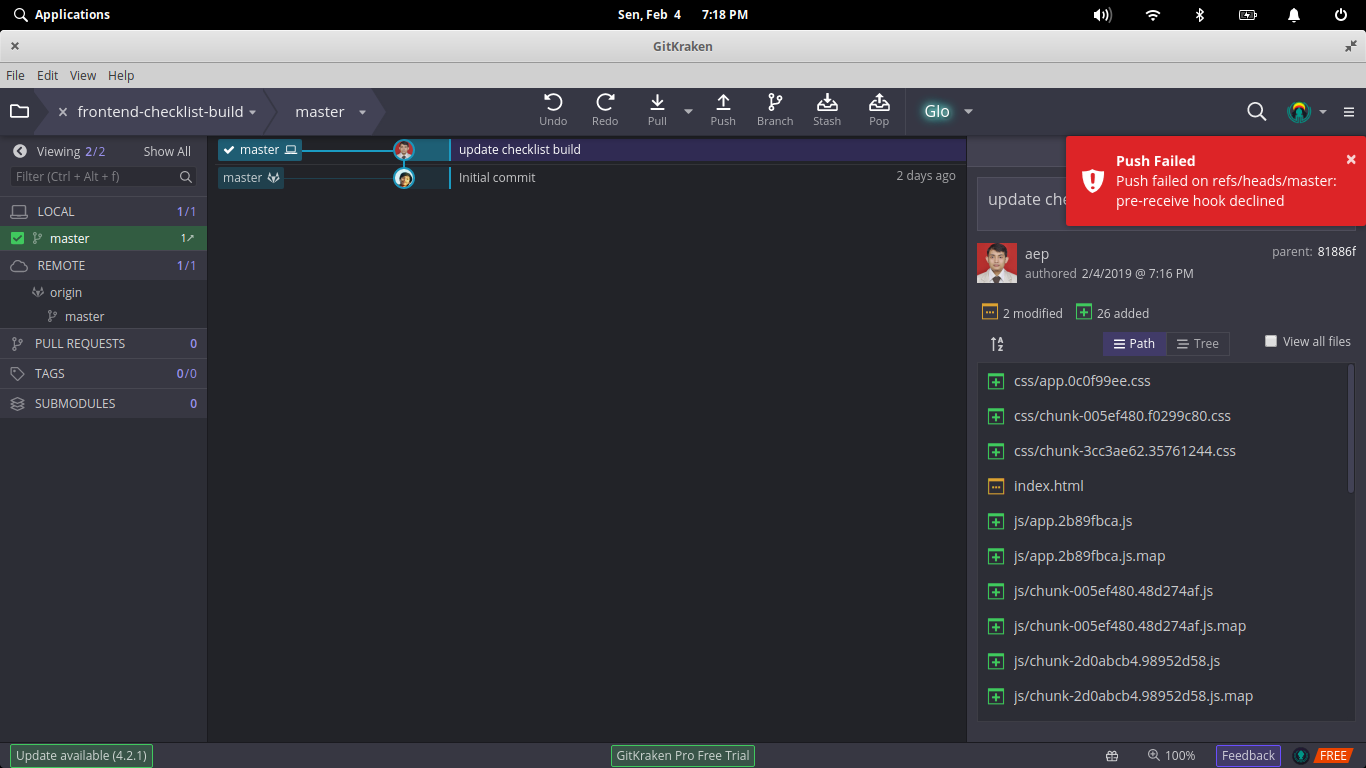 Applications
Sen, Feb 4 7:18 PM
GitKraken
File Edit View Help
frontend-checklist-build
master
Undo
Redo
Pull
Push
Branch
Stash
Pop
Glo
Viewing 2/2 Show All
Filter (Ctrl + Alt + f)
LOCAL 1/1
master 1
REMOTE 1/1
origin
master
PULL REQUESTS 0
TAGS 0/0
SUBMODULES 0
master update checklist build
master Initial commit 2 days ago
Push Failed
Push failed on refs/heads/master:
pre-receive hook declined
update che
aep
authored 2/4/2019 @ 7:16 PM
parent: 81886f
2 modified 26 added
Path Tree View all files
css/app.0c0f99ee.css
css/chunk-005ef480.f0299c80.css
css/chunk-3cc3ae62.35761244.css
index.html
js/app.2b89fbca.js
js/app.2b89fbca.js.map
js/chunk-005ef480.48d274af.js
js/chunk-005ef480.48d274af.js.map
js/chunk-2d0abcb4.98952d58.js
js/chunk-2d0abcb4.98952d58.js.map
Update available (4.2.1)
GitKraken Pro Free Trial
100%
Feedback
FREE